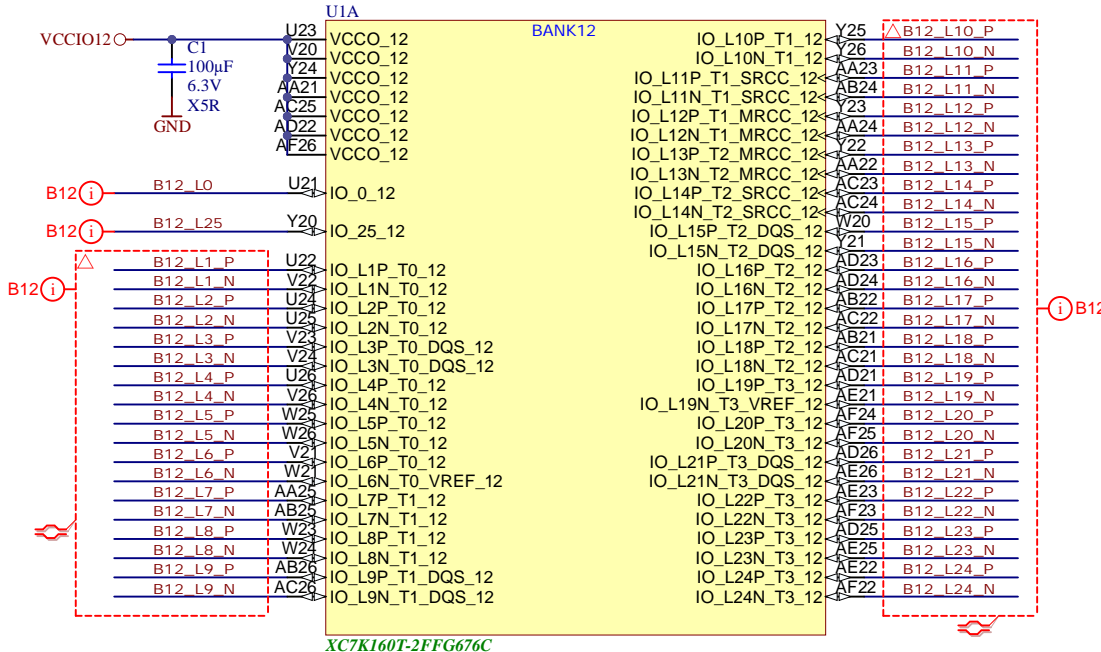 U1A
BANK12
VCCIO12
C1
100µF
6.3V
X5R
GND
U23 VCCO_12
V20 VCCO_12
Y24 VCCO_12
AA21 VCCO_12
AC25 VCCO_12
AD22 VCCO_12
AF26 VCCO_12
B12 i B12_L0 U21 IO_0_12
B12 i B12_L25 Y20 IO_25_12
B12 i
B12_L1_P U22 IO_L1P_T0_12
B12_L1_N V22 IO_L1N_T0_12
B12_L2_P U24 IO_L2P_T0_12
B12_L2_N U25 IO_L2N_T0_12
B12_L3_P V23 IO_L3P_T0_DQS_12
B12_L3_N V24 IO_L3N_T0_DQS_12
B12_L4_P U26 IO_L4P_T0_12
B12_L4_N V26 IO_L4N_T0_12
B12_L5_P W25 IO_L5P_T0_12
B12_L5_N W26 IO_L5N_T0_12
B12_L6_P V21 IO_L6P_T0_12
B12_L6_N W21 IO_L6N_T0_VREF_12
B12_L7_P AA25 IO_L7P_T1_12
B12_L7_N AB25 IO_L7N_T1_12
B12_L8_P W23 IO_L8P_T1_12
B12_L8_N W24 IO_L8N_T1_12
B12_L9_P AB26 IO_L9P_T1_DQS_12
B12_L9_N AC26 IO_L9N_T1_DQS_12
IO_L10P_T1_12 Y25 B12_L10_P
IO_L10N_T1_12 Y26 B12_L10_N
IO_L11P_T1_SRCC_12 AA23 B12_L11_P
IO_L11N_T1_SRCC_12 AB24 B12_L11_N
IO_L12P_T1_MRCC_12 Y23 B12_L12_P
IO_L12N_T1_MRCC_12 AA24 B12_L12_N
IO_L13P_T2_MRCC_12 Y22 B12_L13_P
IO_L13N_T2_MRCC_12 AA22 B12_L13_N
IO_L14P_T2_SRCC_12 AC23 B12_L14_P
IO_L14N_T2_SRCC_12 AC24 B12_L14_N
IO_L15P_T2_DQS_12 W20 B12_L15_P
IO_L15N_T2_DQS_12 Y21 B12_L15_N
IO_L16P_T2_12 AD23 B12_L16_P
IO_L16N_T2_12 AD24 B12_L16_N
IO_L17P_T2_12 AB22 B12_L17_P
IO_L17N_T2_12 AC22 B12_L17_N
IO_L18P_T2_12 AB21 B12_L18_P
IO_L18N_T2_12 AC21 B12_L18_N
IO_L19P_T3_12 AD21 B12_L19_P
IO_L19N_T3_VREF_12 AE21 B12_L19_N
IO_L20P_T3_12 AF24 B12_L20_P
IO_L20N_T3_12 AF25 B12_L20_N
IO_L21P_T3_DQS_12 AD26 B12_L21_P
IO_L21N_T3_DQS_12 AE26 B12_L21_N
IO_L22P_T3_12 AE23 B12_L22_P
IO_L22N_T3_12 AF23 B12_L22_N
IO_L23P_T3_12 AD25 B12_L23_P
IO_L23N_T3_12 AE25 B12_L23_N
IO_L24P_T3_12 AE22 B12_L24_P
IO_L24N_T3_12 AF22 B12_L24_N
i B12
XC7K160T-2FFG676C